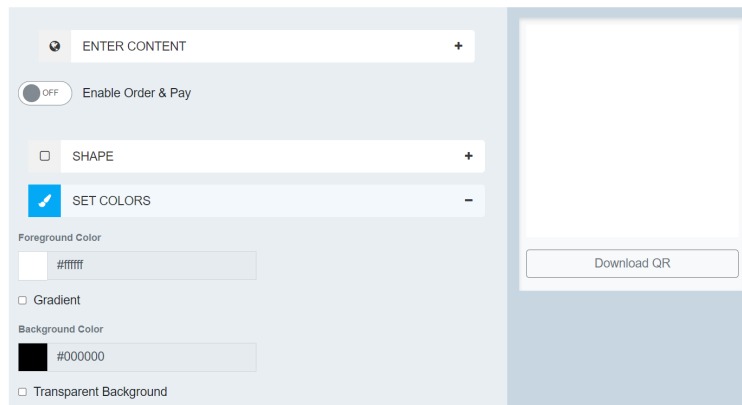 ENTER CONTENT +
OFF Enable Order & Pay
SHAPE +
SET COLORS -
Foreground Color
#ffffff
Gradient
Background Color
#000000
Transparent Background
Download QR